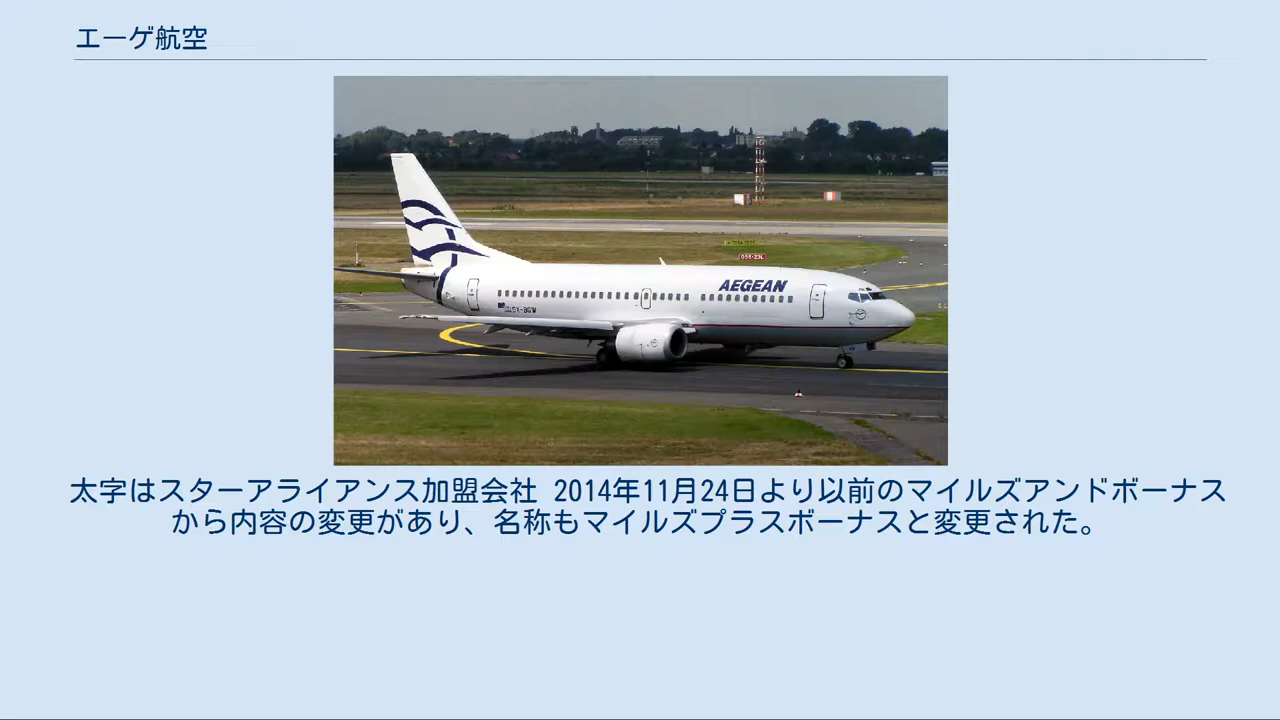 エーゲ航空
AEGEAN
太字はスターアライアンス加盟会社 2014年11月24日より以前のマイルズアンドボーナス
から内容の変更があり、名称もマイルズプラスボーナスと変更された。